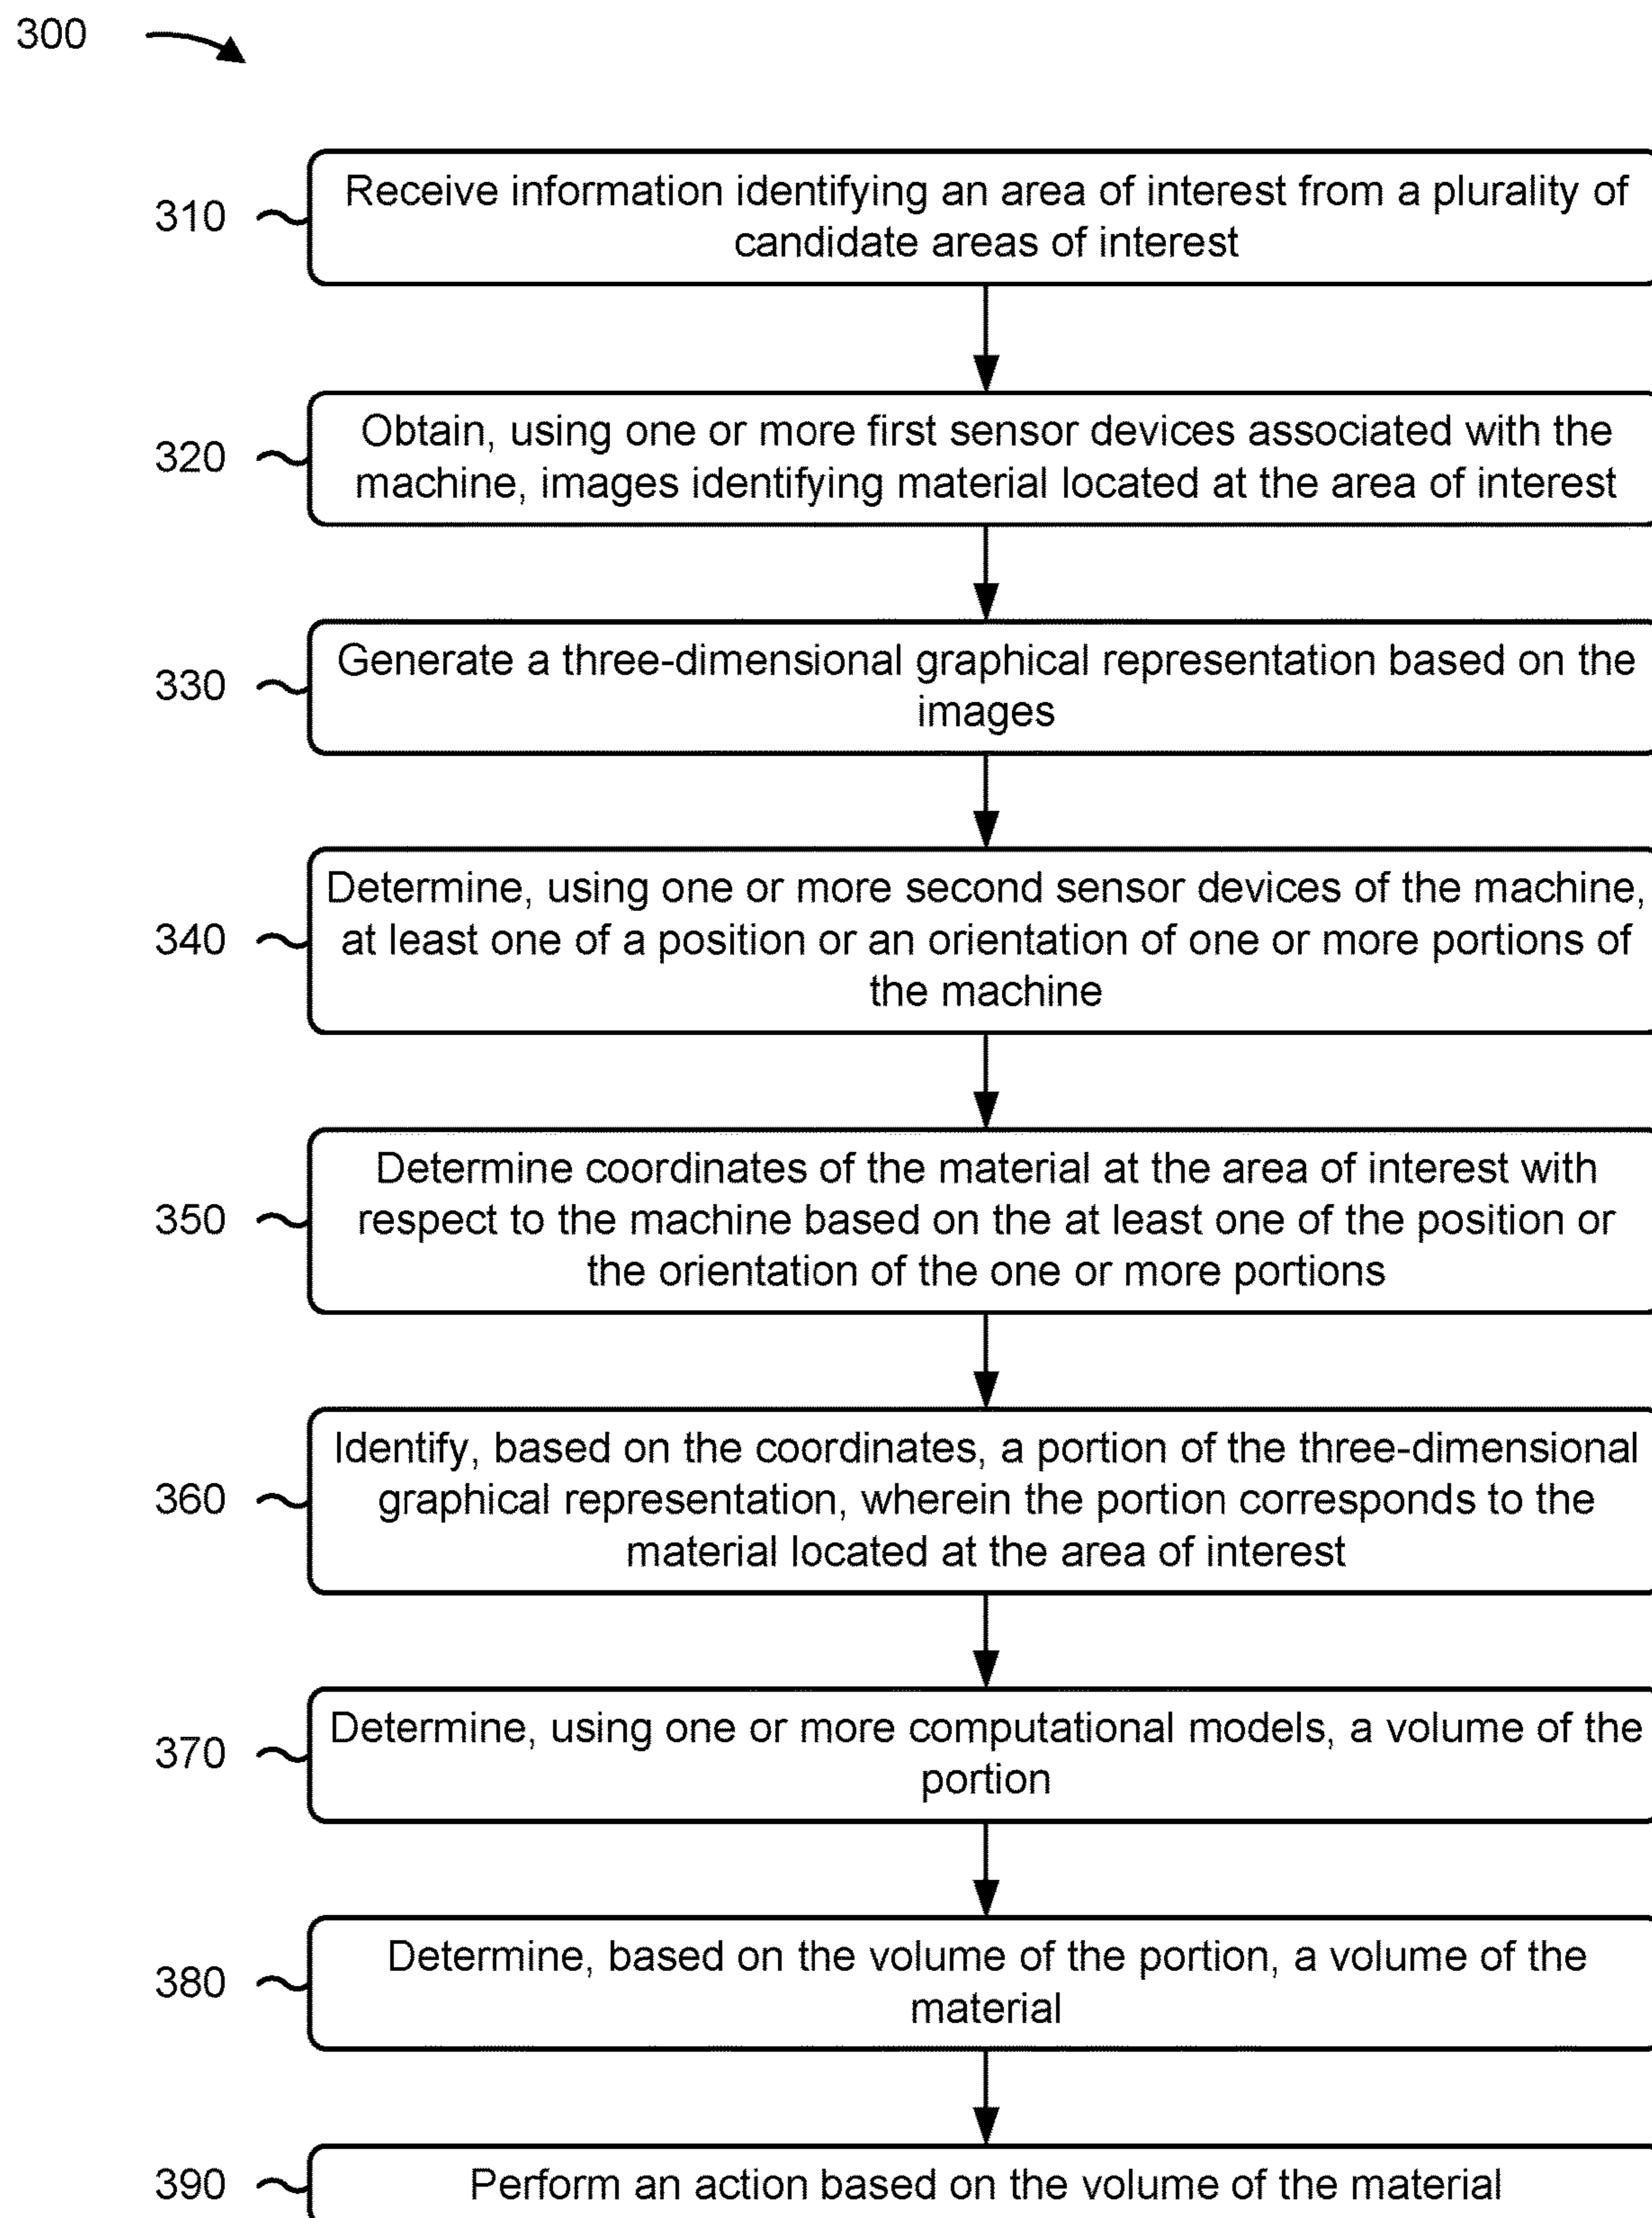 300
310
Receive information identifying an area of interest from a plurality of
candidate areas of interest
320
Obtain, using one or more first sensor devices associated with the
machine, images identifying material located at the area of interest
330
Generate a three-dimensional graphical representation based on the
images
340
Determine, using one or more second sensor devices of the machine,
at least one of a position or an orientation of one or more portions of
the machine
350
Determine coordinates of the material at the area of interest with
respect to the machine based on the at least one of the position or
the orientation of the one or more portions
360
Identify, based on the coordinates, a portion of the three-dimensional
graphical representation, wherein the portion corresponds to the
material located at the area of interest
370
Determine, using one or more computational models, a volume of the
portion
380
Determine, based on the volume of the portion, a volume of the
material
390
Perform an action based on the volume of the material